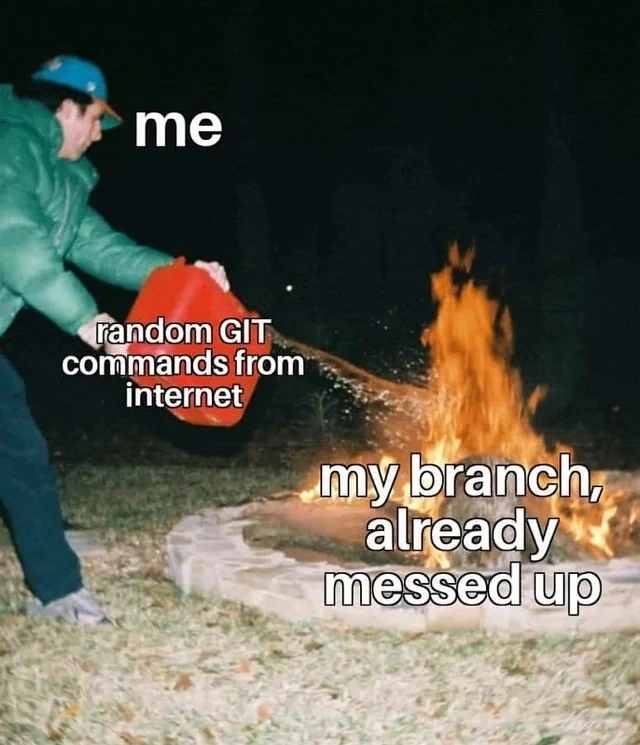 me
random GIT
commands from
internet
my branch,
already
messed up